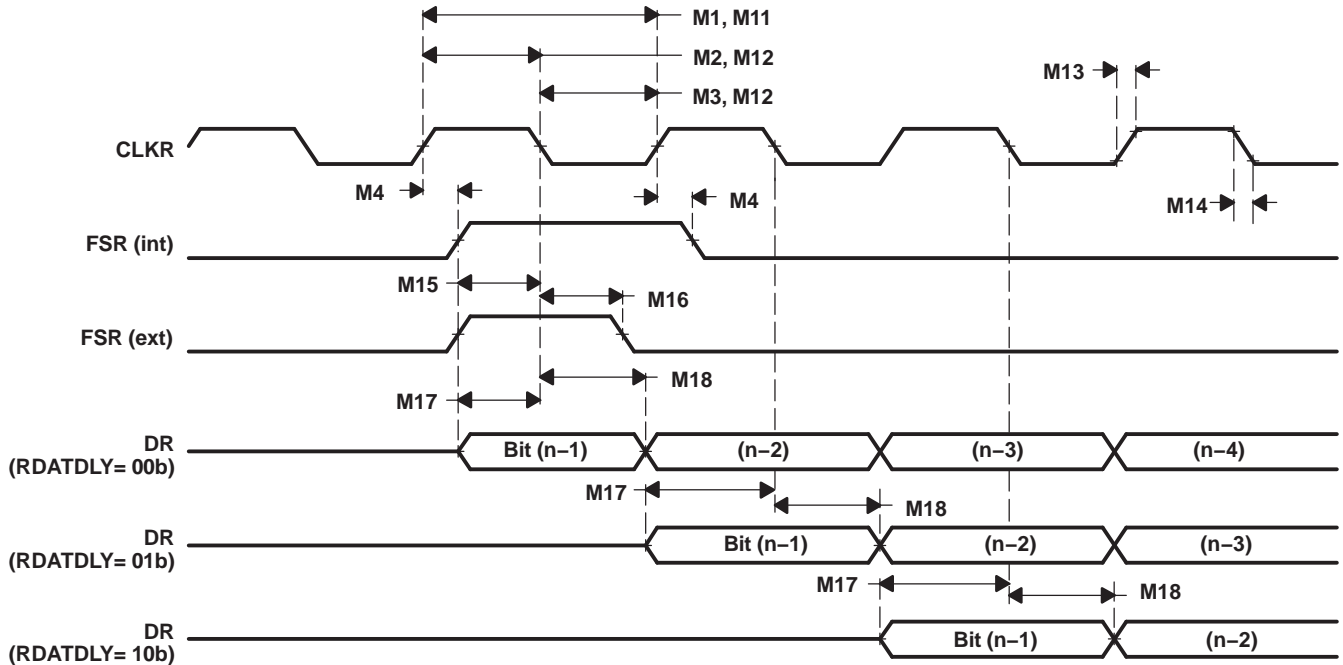 M1, M11
M2, M12
M3, M12
M13
CLKR
M4
M4
M14
FSR (int)
M15
M16
FSR (ext)
M18
M17
DR
(RDATDLY= 00b)
Bit (n–1)
(n–2)
(n–3)
(n–4)
M17
M18
DR
(RDATDLY= 01b)
Bit (n–1)
(n–2)
(n–3)
M17
M18
DR
(RDATDLY= 10b)
Bit (n–1)
(n–2)